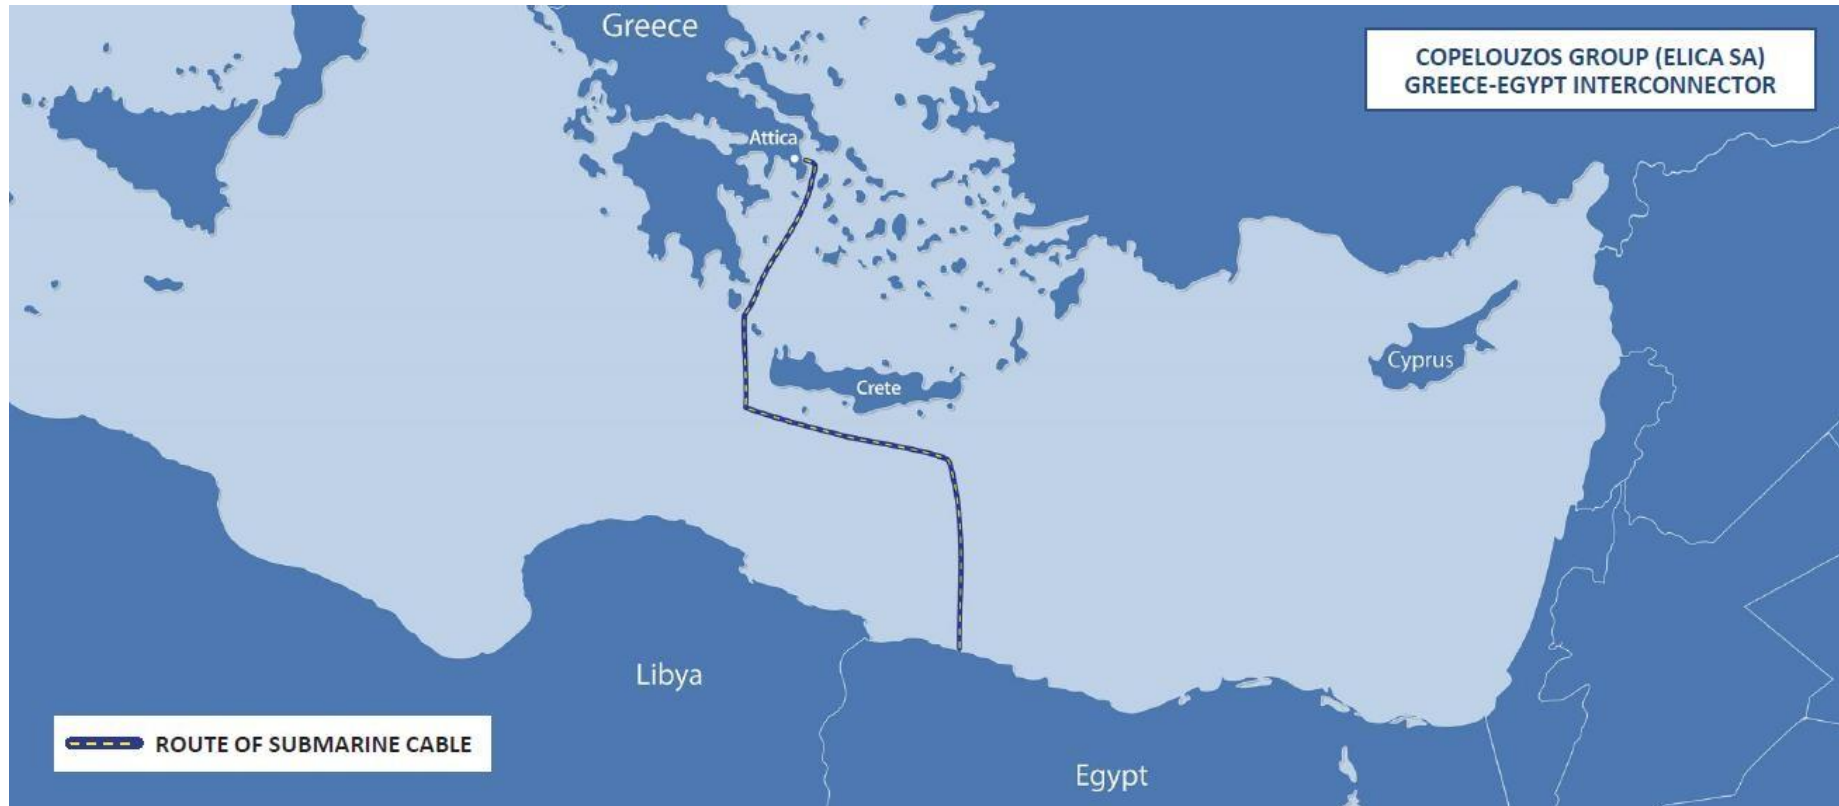 Greece
COPELOUZOS GROUP (ELICA SA)
GREECE-EGYPT INTERCONNECTOR
Attica
Cyprus
Crete
Libya
ROUTE OF SUBMARINE CABLE
Egypt